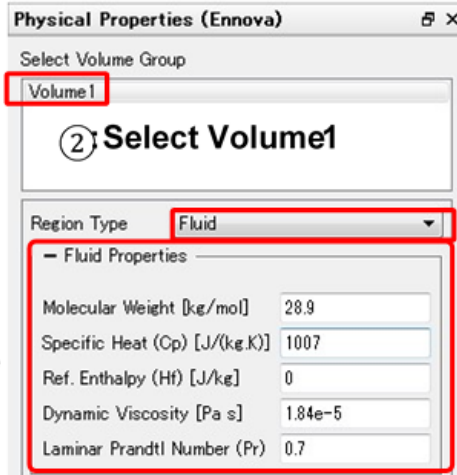 Physical Properties (Ennova)
Select Volume Group
Volume1
②:Select Volume1
Region Type Fluid
Fluid Properties
Molecular Weight [kg/mol] 28.9
Specific Heat (Cp) [J/(kg.K)] 1007
Ref. Enthalpy (Hf) [J/kg] 0
Dynamic Viscosity [Pa s] 1.84e-5
Laminar Prandtl Number (Pr) 0.7